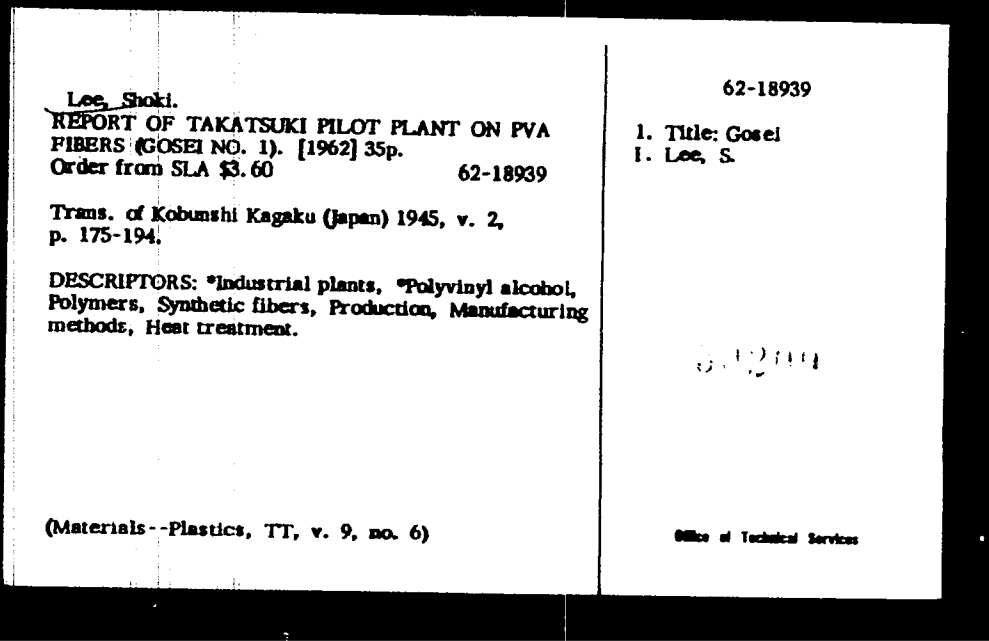 Lee, Shoki.
REPORT OF TAKATSUKI PILOT PLANT ON PVA
FIBERS (GOSEI NO. 1). [1962] 35p.
Order from SLA $3.60 62-18939
Trans. of Kobunshi Kagaku (Japan) 1945, v. 2,
p. 175-194.
DESCRIPTORS: *Industrial plants, *Polyvinyl alcohol,
Polymers, Synthetic fibers, Production, Manufacturing
methods, Heat treatment.
(Materials--Plastics, TT, v. 9, no. 6)
62-18939
1. Title: Gosei
I. Lee, S.
Office of Technical Services